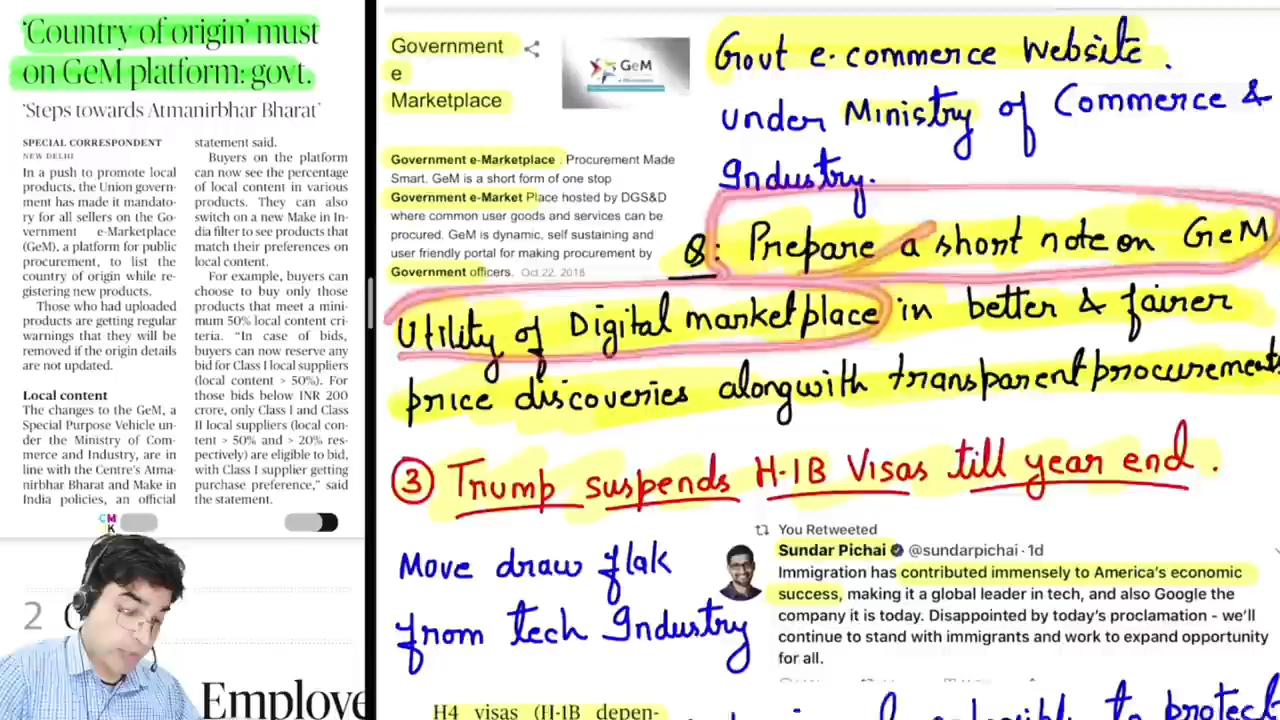 ‘Country of origin’ must
on GeM platform: govt.
‘Steps towards Atmanirbhar Bharat’
SPECIAL CORRESPONDENT
NEW DELHI
In a push to promote local
products, the Union govern-
ment has made it mandato-
ry for all sellers on the Go-
vernment e-Marketplace
(GeM), a platform for public
procurement, to list the
country of origin while re-
gistering new products.
Those who had uploaded
products are getting regular
warnings that they will be
removed if the origin details
are not updated.
Local content
The changes to the GeM, a
Special Purpose Vehicle un-
der the Ministry of Com-
merce and Industry, are in
line with the Centre's Atma-
nirbhar Bharat and Make in
India policies, an official
statement said.
Buyers on the platform
can now see the percentage
of local content in various
products. They can also
switch on a new Make in In-
dia filter to see products that
match their preferences on
local content.
For example, buyers can
choose to buy only those
products that meet a mini-
mum 50% local content cri-
teria. “In case of bids,
buyers can now reserve any
bid for Class I local suppliers
(local content > 50%). For
those bids below INR 200
crore, only Class I and Class
II local suppliers (local con-
tent > 50% and > 20% res-
pectively) are eligible to bid,
with Class I supplier getting
purchase preference,” said
the statement.
CM
K
2
Employe
Government
e
Marketplace
GeM
Government e-Marketplace . Procurement Made
Smart. GeM is a short form of one stop
Government e-Market Place hosted by DGS&D
where common user goods and services can be
procured. GeM is dynamic, self sustaining and
user friendly portal for making procurement by
Government officers. Oct 22, 2018
Govt e-commerce Website.
under Ministry of Commerce &
Industry.
Q: Prepare a short note on GeM
Utility of Digital marketplace in better & fairer
price discoveries alongwith transparent procurements
③ Trump suspends H-1B Visas till year end.
Move draw flak
from tech Industry
You Retweeted
Sundar Pichai @sundarpichai · 1d
Immigration has contributed immensely to America's economic
success, making it a global leader in tech, and also Google the
company it is today. Disappointed by today's proclamation - we'll
continue to stand with immigrants and work to expand opportunity
for all.
H4 visas (H-1B depen-
to protect